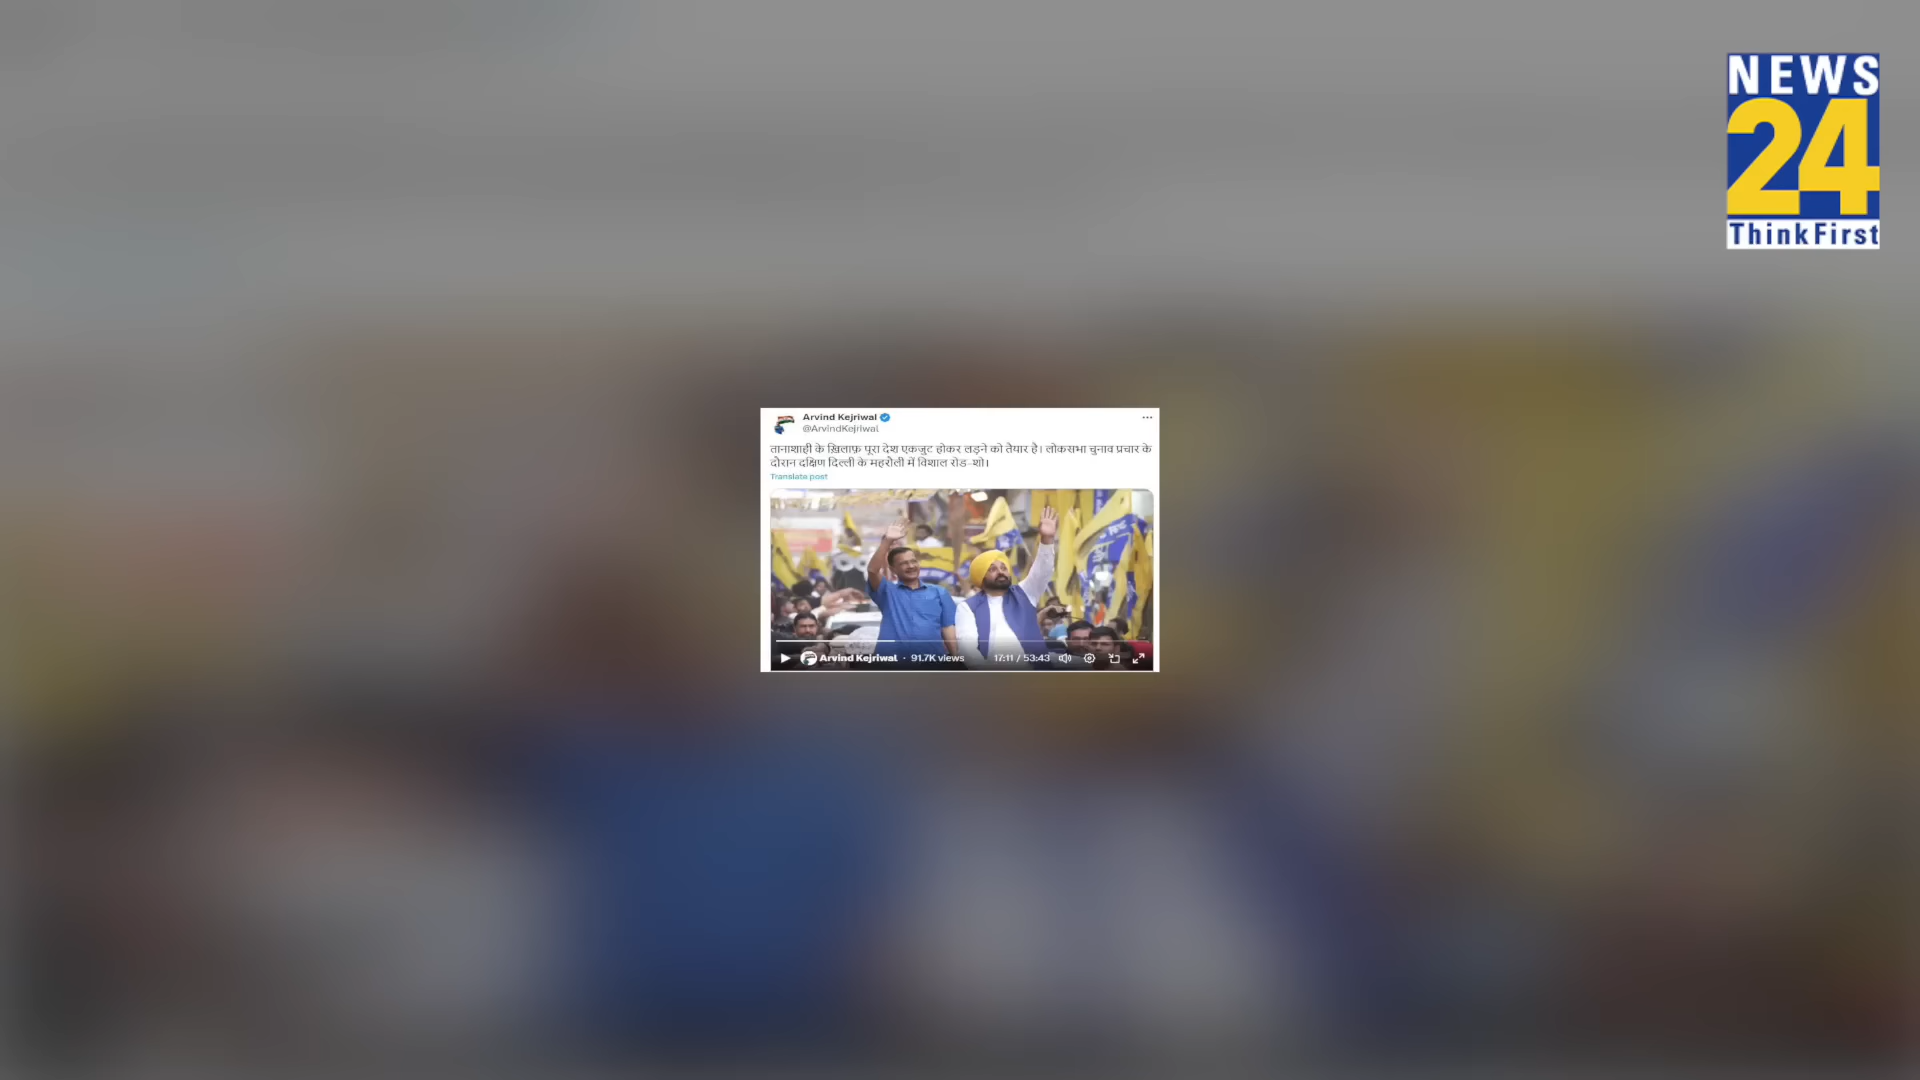 NEWS
24
ThinkFirst
Arvind Kejriwal
@ArvindKejriwal
तानाशाही के ख़िलाफ़ पूरा देश एकजुट होकर लड़ने को तैयार है। लोकसभा चुनाव प्रचार के
दौरान दक्षिण दिल्ली के महरौली में विशाल रोड-शो।
Translate post
Arvind Kejriwal · 91.7K views 17:11 / 53:43